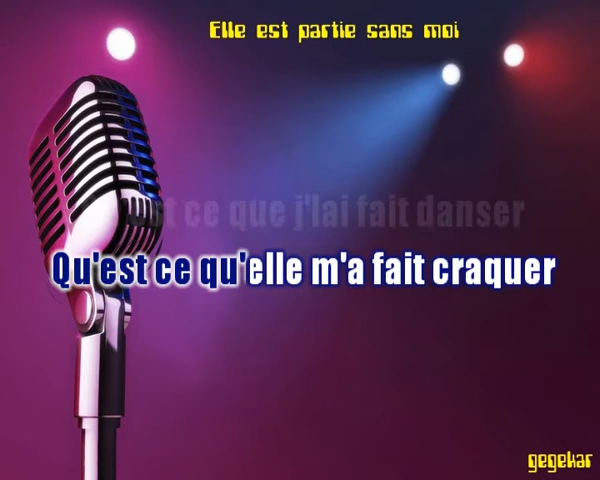 Elle est partie sans moi
ce que j'lai fait danser
Qu'est ce qu'elle m'a fait craquer
gegekar